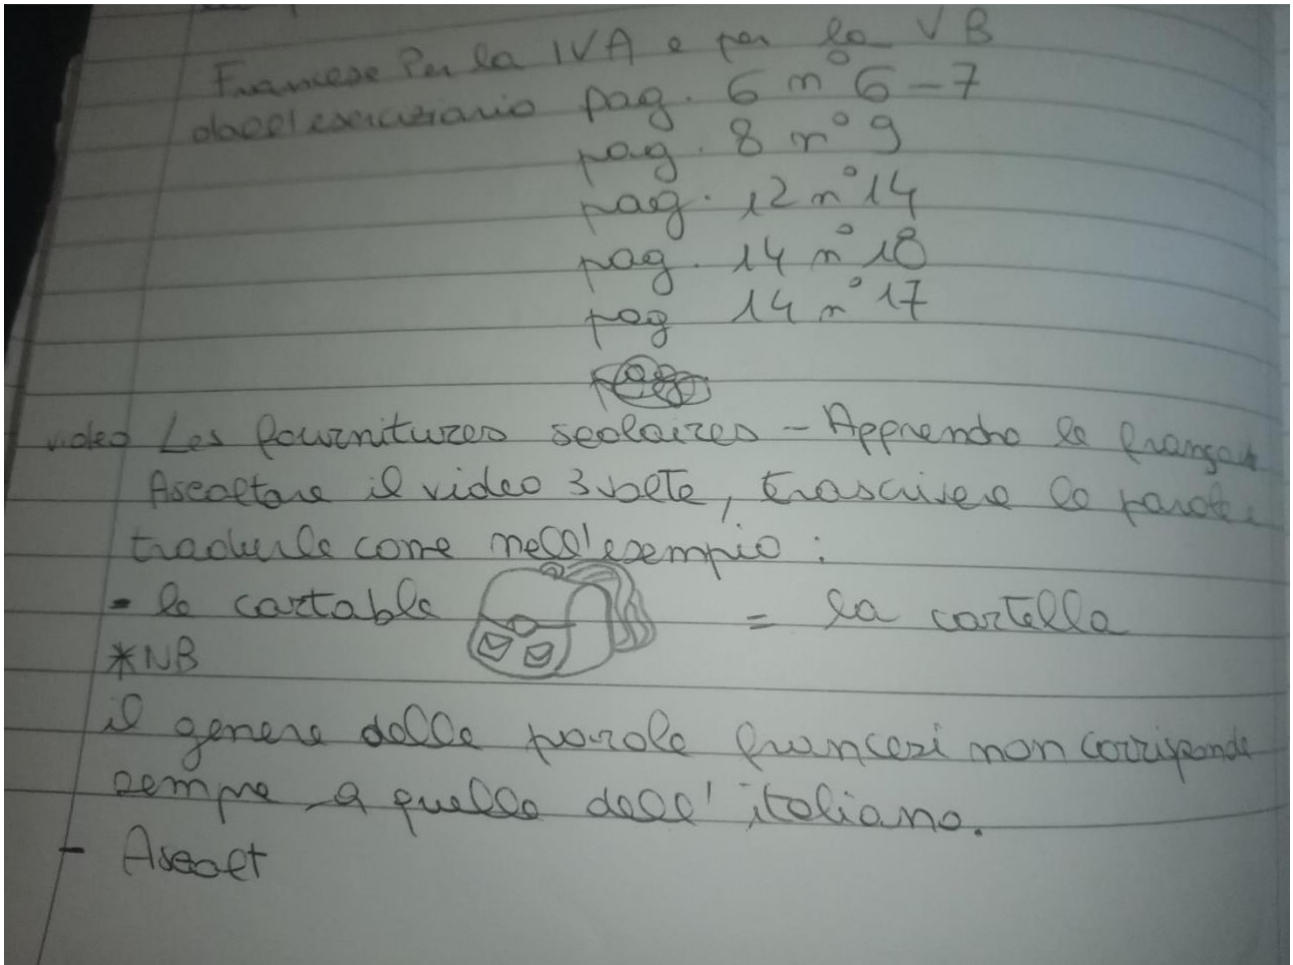 Francese Per la IVA e per la VB
dall'eserciziario pag. 6 n° 6-7
pag. 8 n° 9
pag. 12 n° 14
pag. 14 n° 18
pag 14 n° 17
video Les fournitures scolaires - Apprendre le français
Ascoltare il video 3 volte, trascrivere le parole e
tradurle come nell'esempio :
- le cartable = la cartella
*NB
il genere delle parole francesi non corrisponde
sempre a quello dell'italiano.
- Ascolt